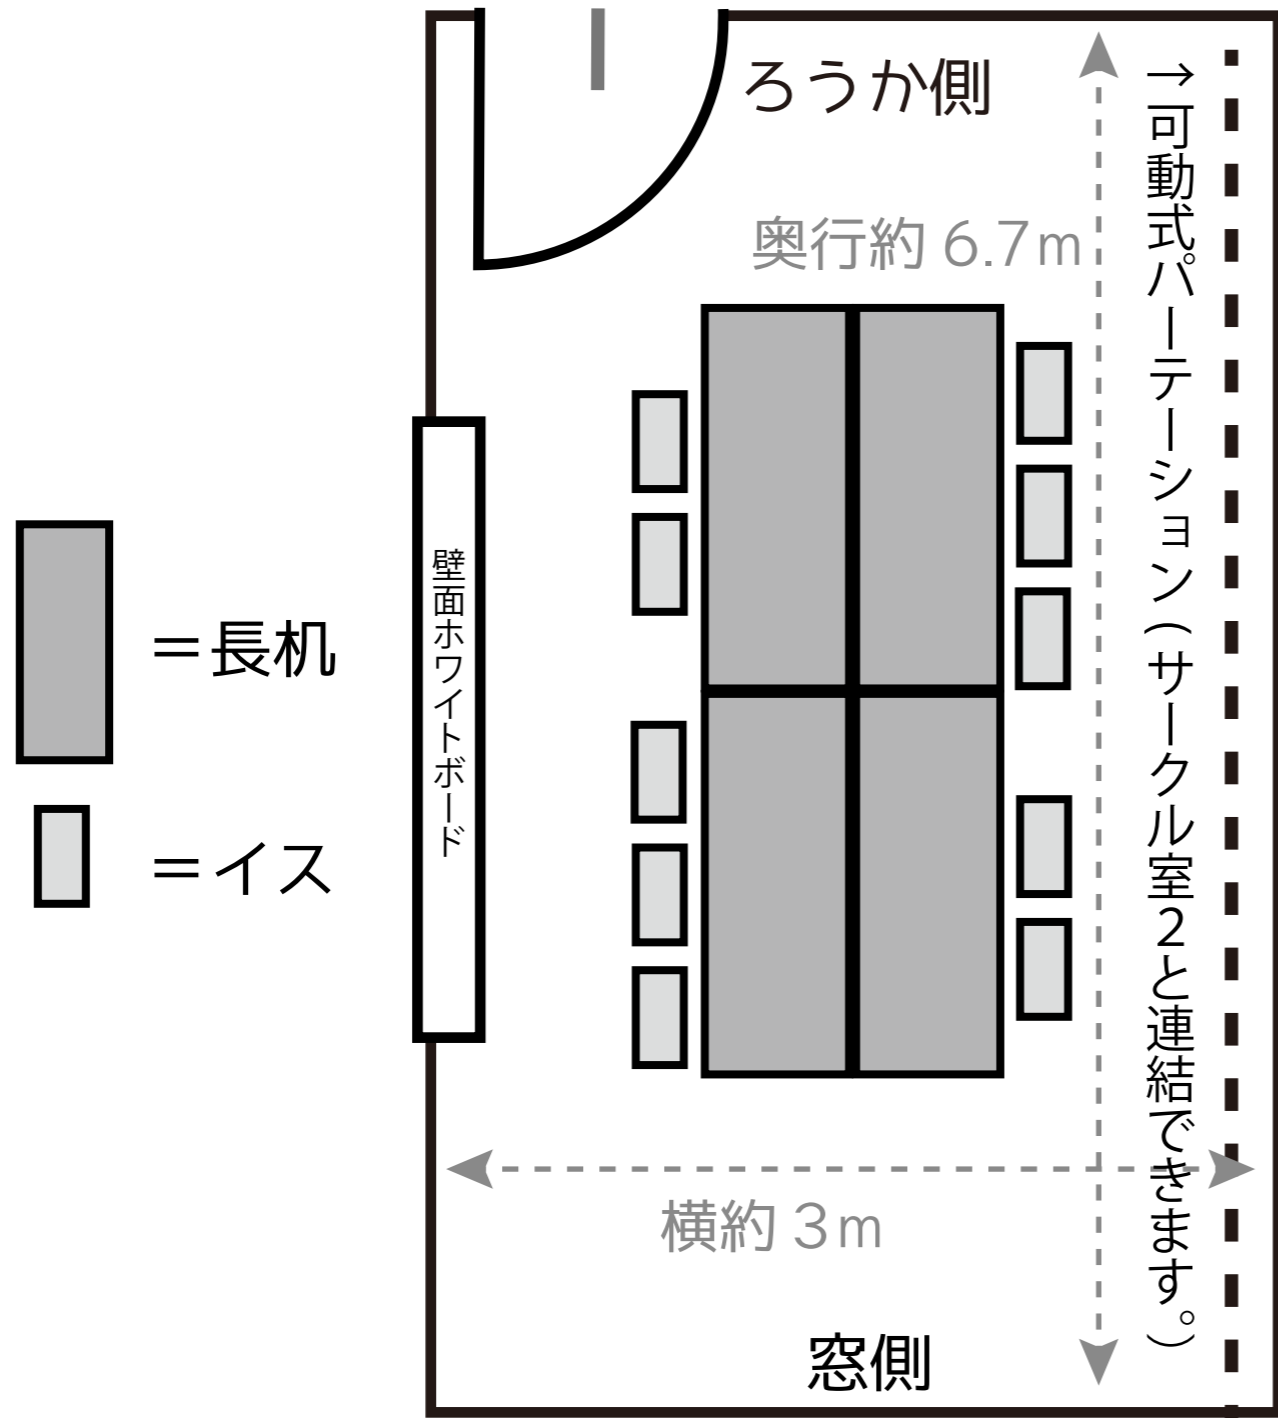 ろうか側
奥行約 6.7m
→可動式パーテーション(サークル室2と連結できます。)
壁面ホワイトボード
=長机
=イス
横約 3m
窓側